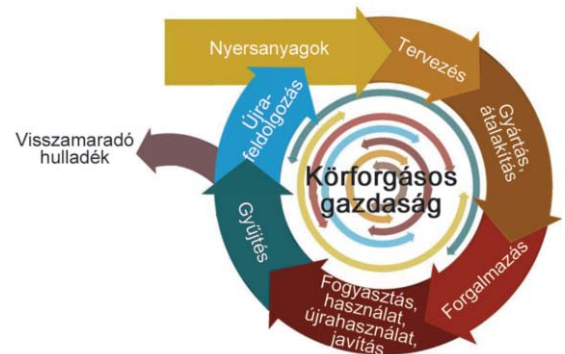 Nyersanyagok
Tervezés
Gyártás,
átalakítás
Forgalmazás
Fogyasztás,
használat,
újrahasználat,
javítás
Gyűjtés
Újra-
feldolgozás
Visszamaradó
hulladék
Körforgásos
gazdaság